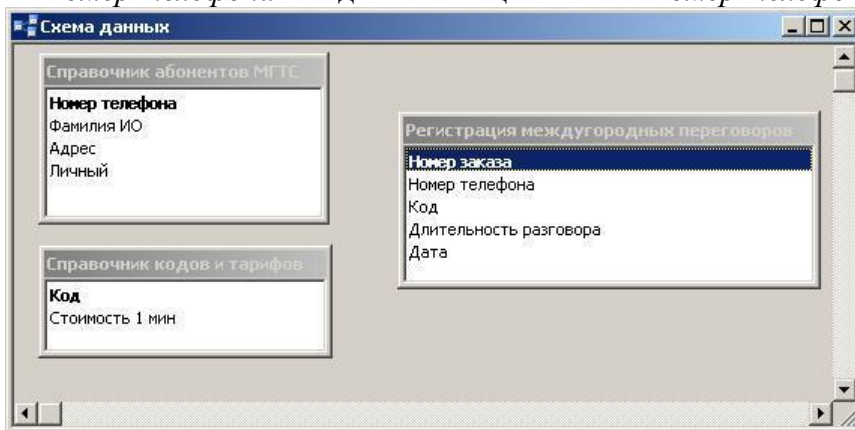 Схема данных
Справочник абонентов МГТС
Номер телефона
Фамилия ИО
Адрес
Личный
Регистрация междугородных переговоров
Номер заказа
Номер телефона
Код
Длительность разговора
Дата
Справочник кодов и тарифов
Код
Стоимость 1 мин